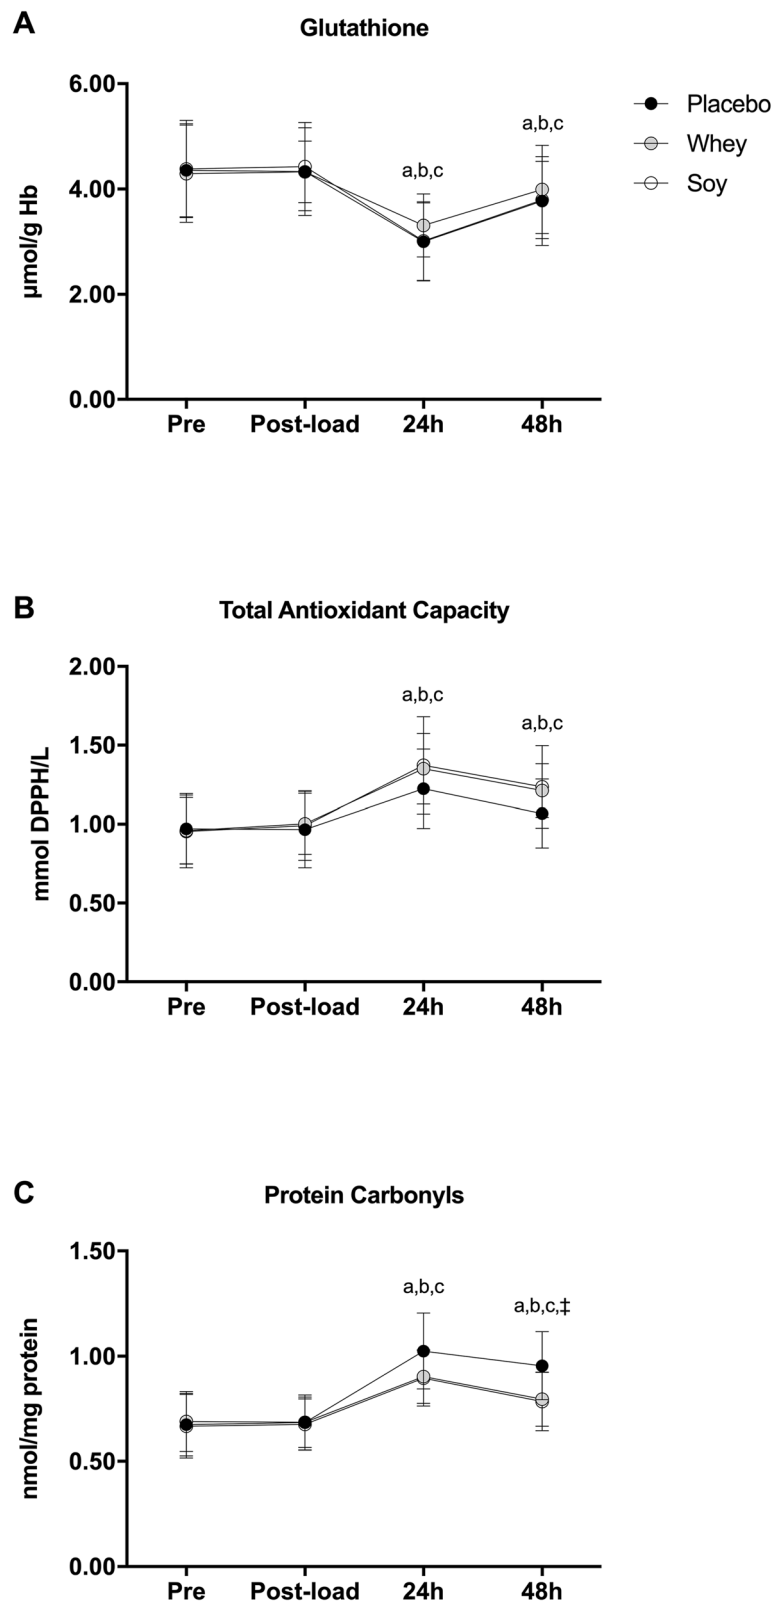 A
Glutathione
6.00
4.00
2.00
0.00
μmol/g Hb
a,b,c
a,b,c
Pre
Post-load
24h
48h
Placebo
Whey
Soy
B
Total Antioxidant Capacity
2.00
1.50
1.00
0.50
0.00
mmol DPPH/L
a,b,c
a,b,c
Pre
Post-load
24h
48h
C
Protein Carbonyls
1.50
1.00
0.50
0.00
nmol/mg protein
a,b,c
a,b,c,‡
Pre
Post-load
24h
48h